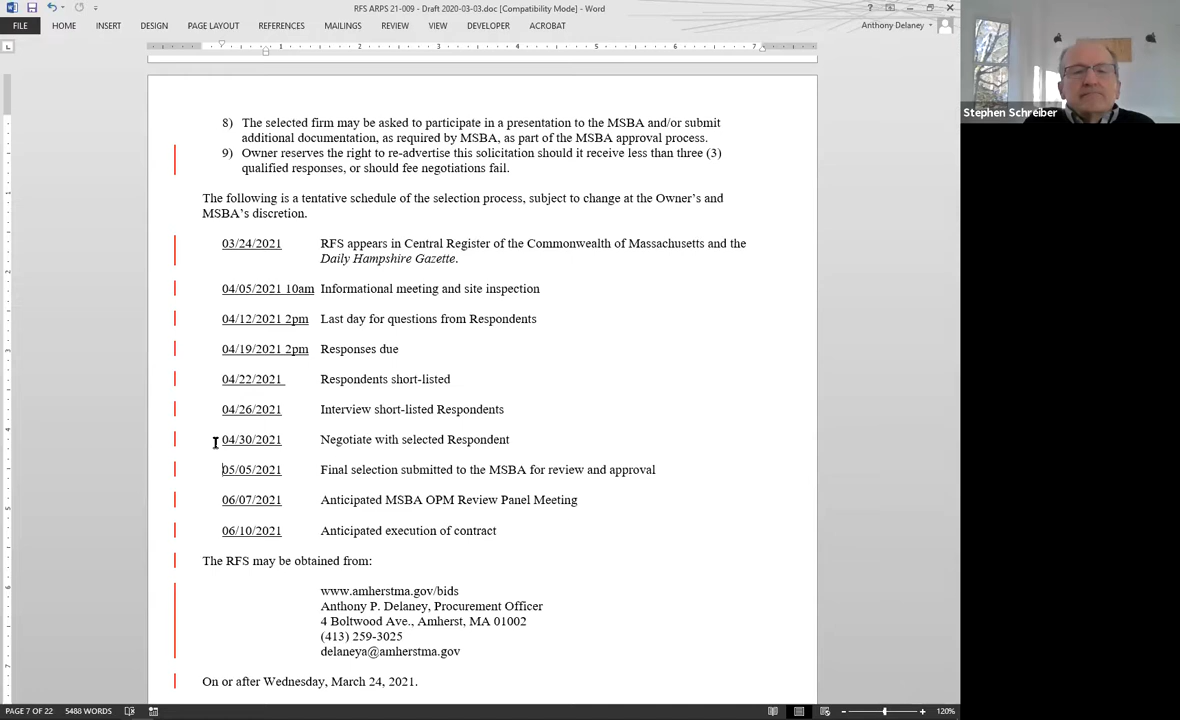 RFS ARPS 21-009 - Draft 2020-03-03.doc [Compatibility Mode] - Word
FILE HOME INSERT DESIGN PAGE LAYOUT REFERENCES MAILINGS REVIEW VIEW DEVELOPER ACROBAT Anthony Delaney
1 2 3 4 5 6 7
Stephen Schreiber
8) The selected firm may be asked to participate in a presentation to the MSBA and/or submit
additional documentation, as required by MSBA, as part of the MSBA approval process.
9) Owner reserves the right to re-advertise this solicitation should it receive less than three (3)
qualified responses, or should fee negotiations fail.
The following is a tentative schedule of the selection process, subject to change at the Owner's and
MSBA's discretion.
03/24/2021 RFS appears in Central Register of the Commonwealth of Massachusetts and the
Daily Hampshire Gazette.
04/05/2021 10am Informational meeting and site inspection
04/12/2021 2pm Last day for questions from Respondents
04/19/2021 2pm Responses due
04/22/2021 Respondents short-listed
04/26/2021 Interview short-listed Respondents
04/30/2021 Negotiate with selected Respondent
05/05/2021 Final selection submitted to the MSBA for review and approval
06/07/2021 Anticipated MSBA OPM Review Panel Meeting
06/10/2021 Anticipated execution of contract
The RFS may be obtained from:
www.amherstma.gov/bids
Anthony P. Delaney, Procurement Officer
4 Boltwood Ave., Amherst, MA 01002
(413) 259-3025
delaneya@amherstma.gov
On or after Wednesday, March 24, 2021.
PAGE 7 OF 22 5488 WORDS 120%